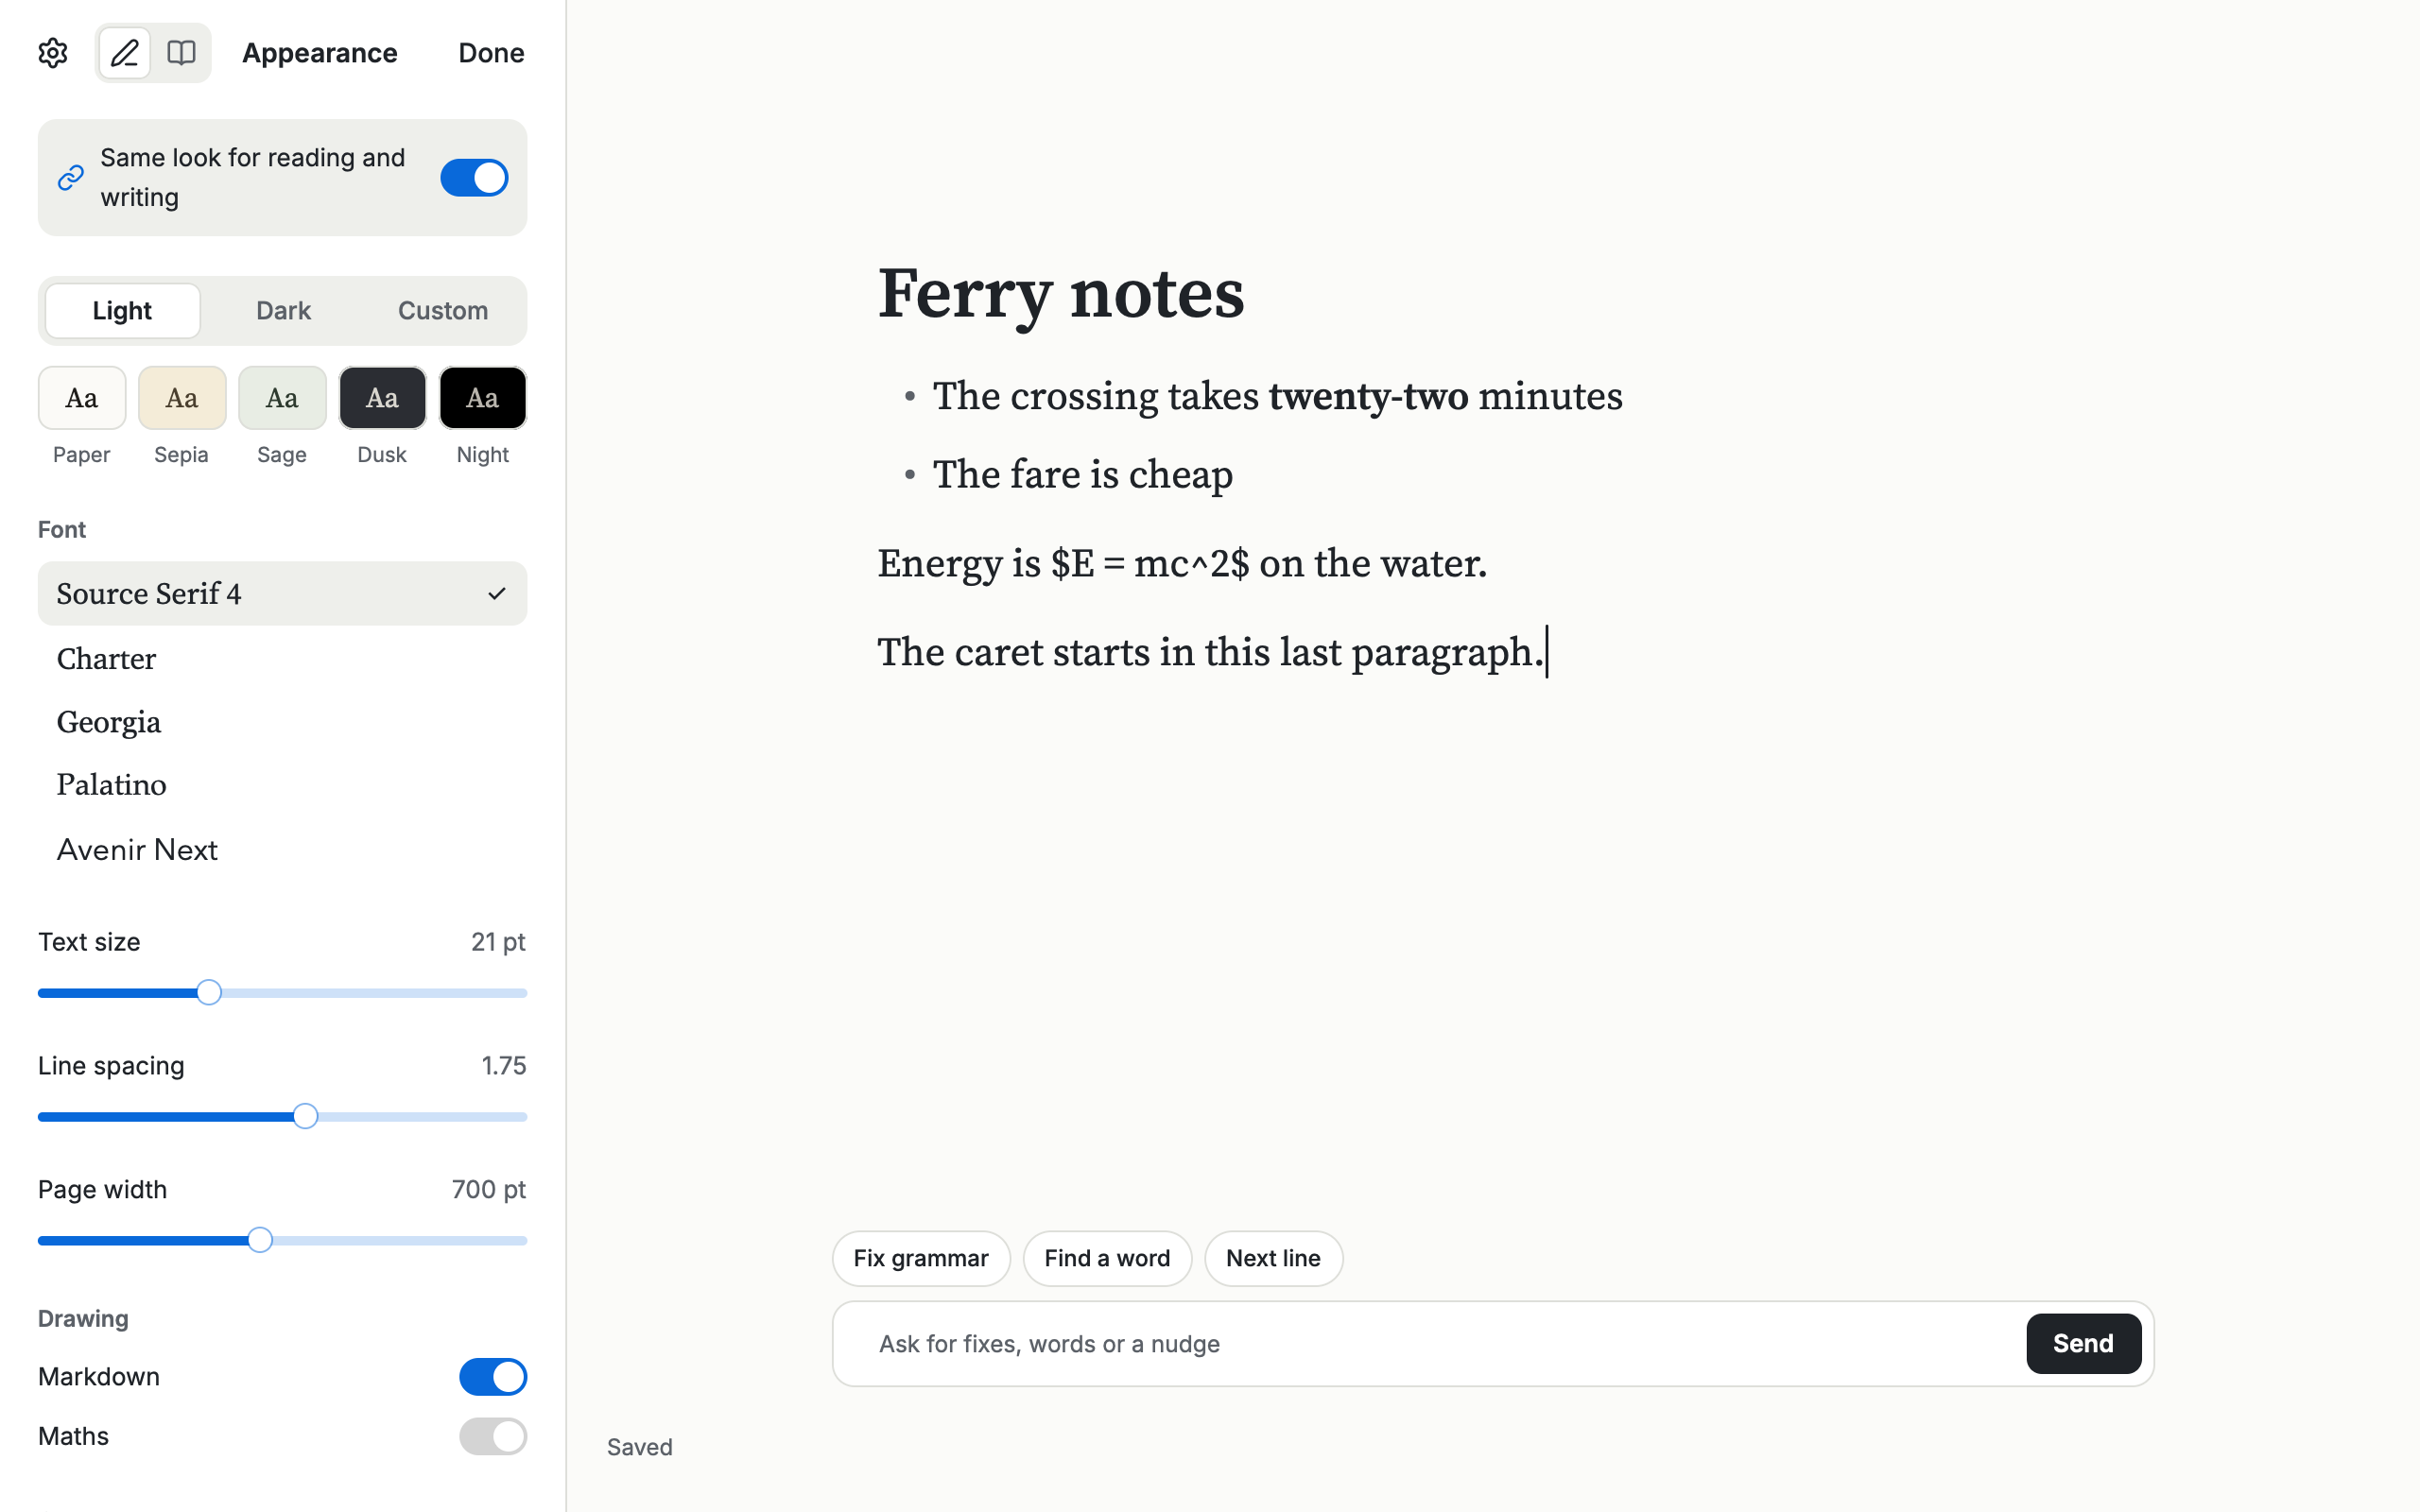 Appearance
Done
Same look for reading and
writing
Light
Dark
Custom
Aa
Aa
Aa
Aa
Aa
Paper
Sepia
Sage
Dusk
Night
Font
Source Serif 4
Charter
Georgia
Palatino
Avenir Next
Text size
21 pt
Line spacing
1.75
Page width
700 pt
Drawing
Markdown
Maths
Ferry notes
• The crossing takes twenty-two minutes
• The fare is cheap
Energy is $E = mc^2$ on the water.
The caret starts in this last paragraph.
Fix grammar
Find a word
Next line
Ask for fixes, words or a nudge
Send
Saved